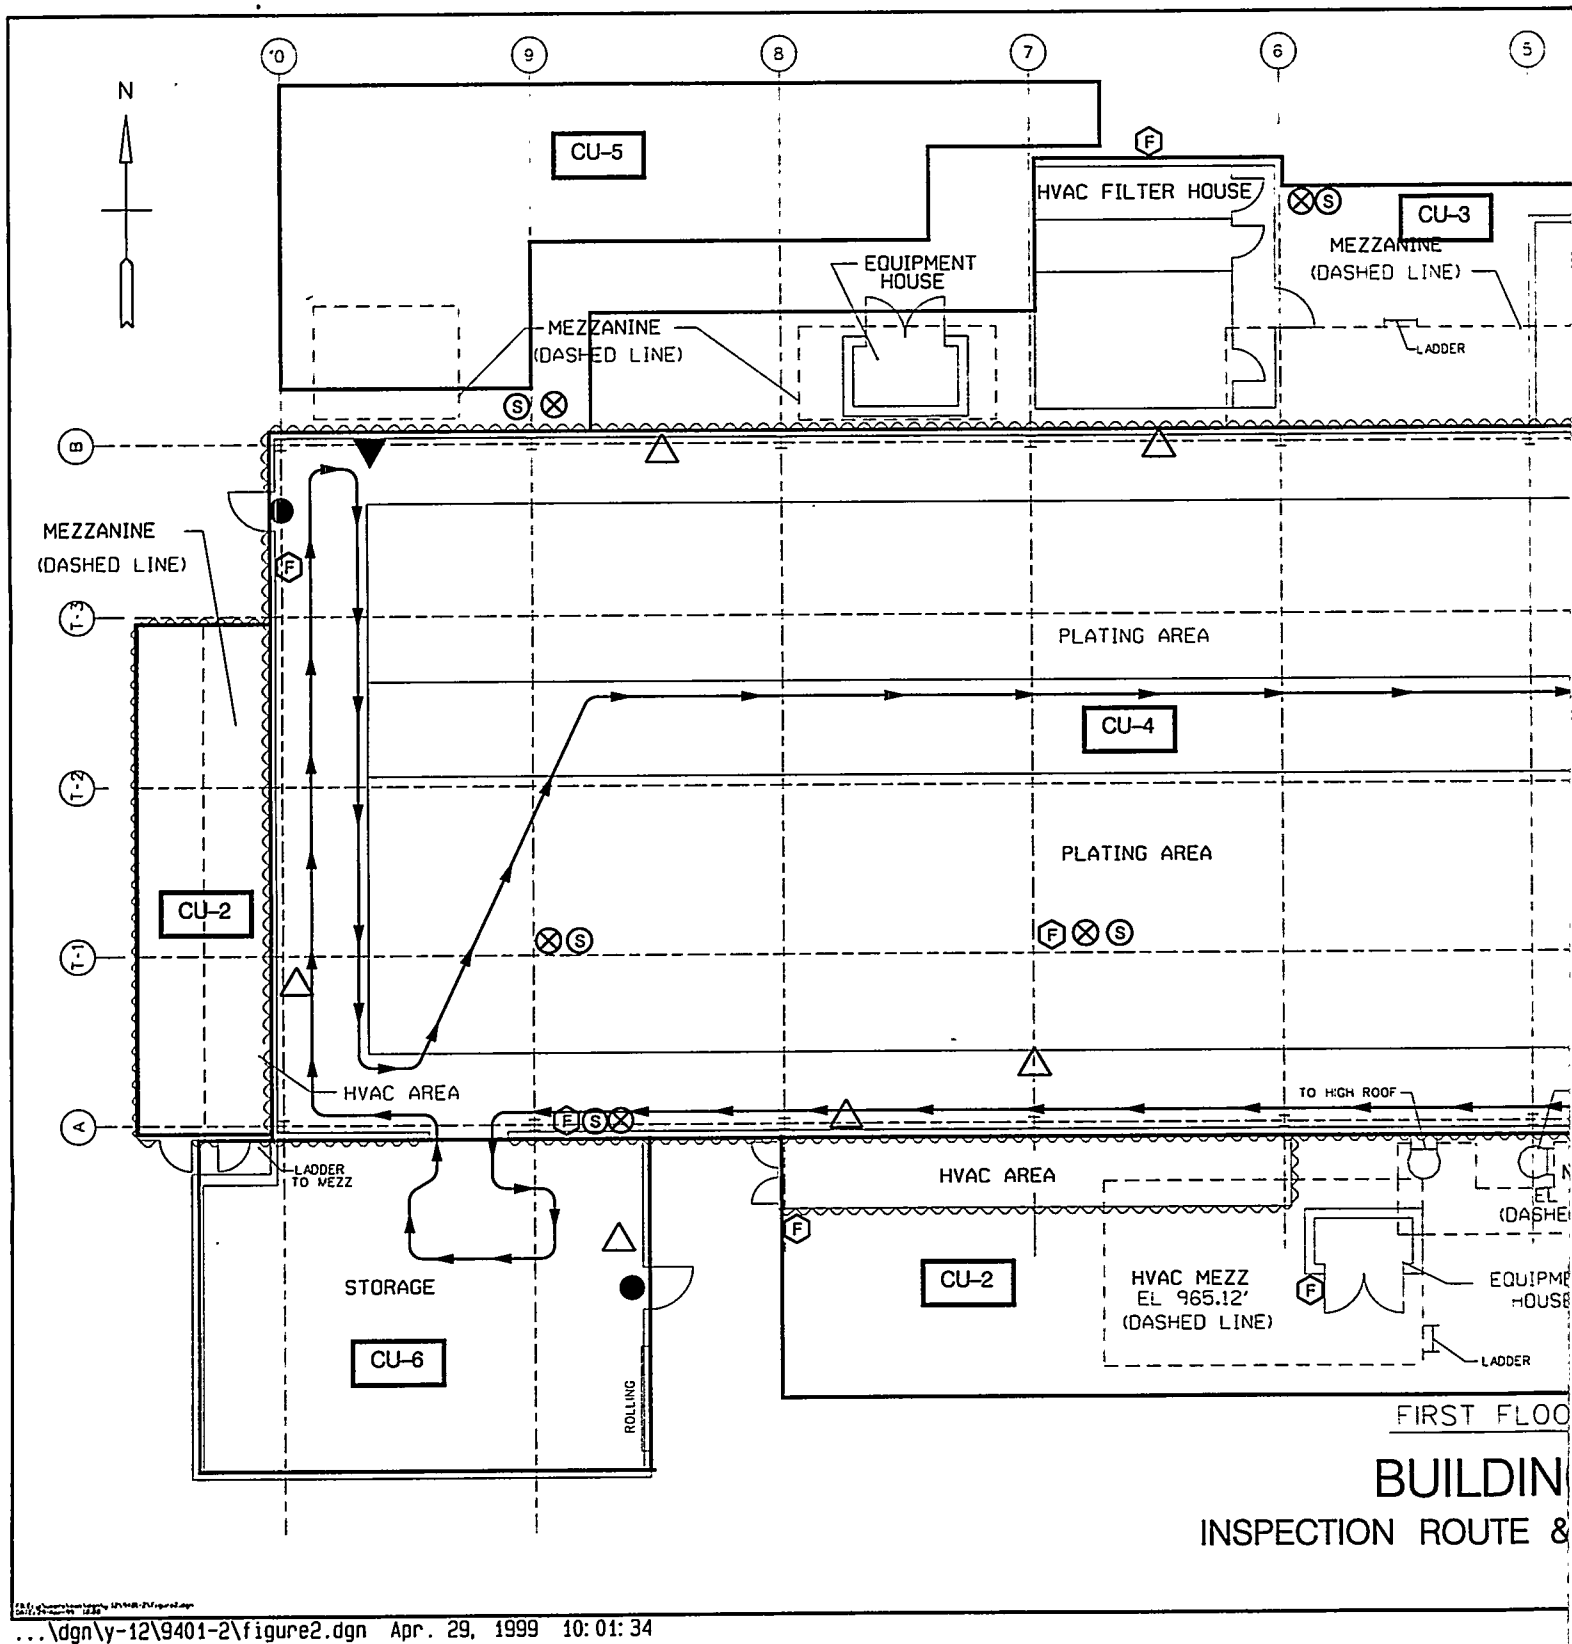 10 9 8 7 6 5
N
CU-5
F
HVAC FILTER HOUSE
S
CU-3
MEZZANINE
(DASHED LINE)
EQUIPMENT
HOUSE
MEZZANINE
(DASHED LINE)
LADDER
S
B
MEZZANINE
(DASHED LINE)
F
T-3
PLATING AREA
CU-4
T-2
PLATING AREA
CU-2
S
F S
T-1
HVAC AREA
TO HIGH ROOF
A
F S
LADDER
TO MEZZ
HVAC AREA
EL
(DASHE
F
STORAGE
CU-2
HVAC MEZZ
EL 965.12'
(DASHED LINE)
F
EQUIPME
HOUSE
CU-6
LADDER
ROLLING
FIRST FLOO
BUILDING
INSPECTION ROUTE &
...\dgn\y-12\9401-2\figure2.dgn Apr. 29, 1999 10:01:34